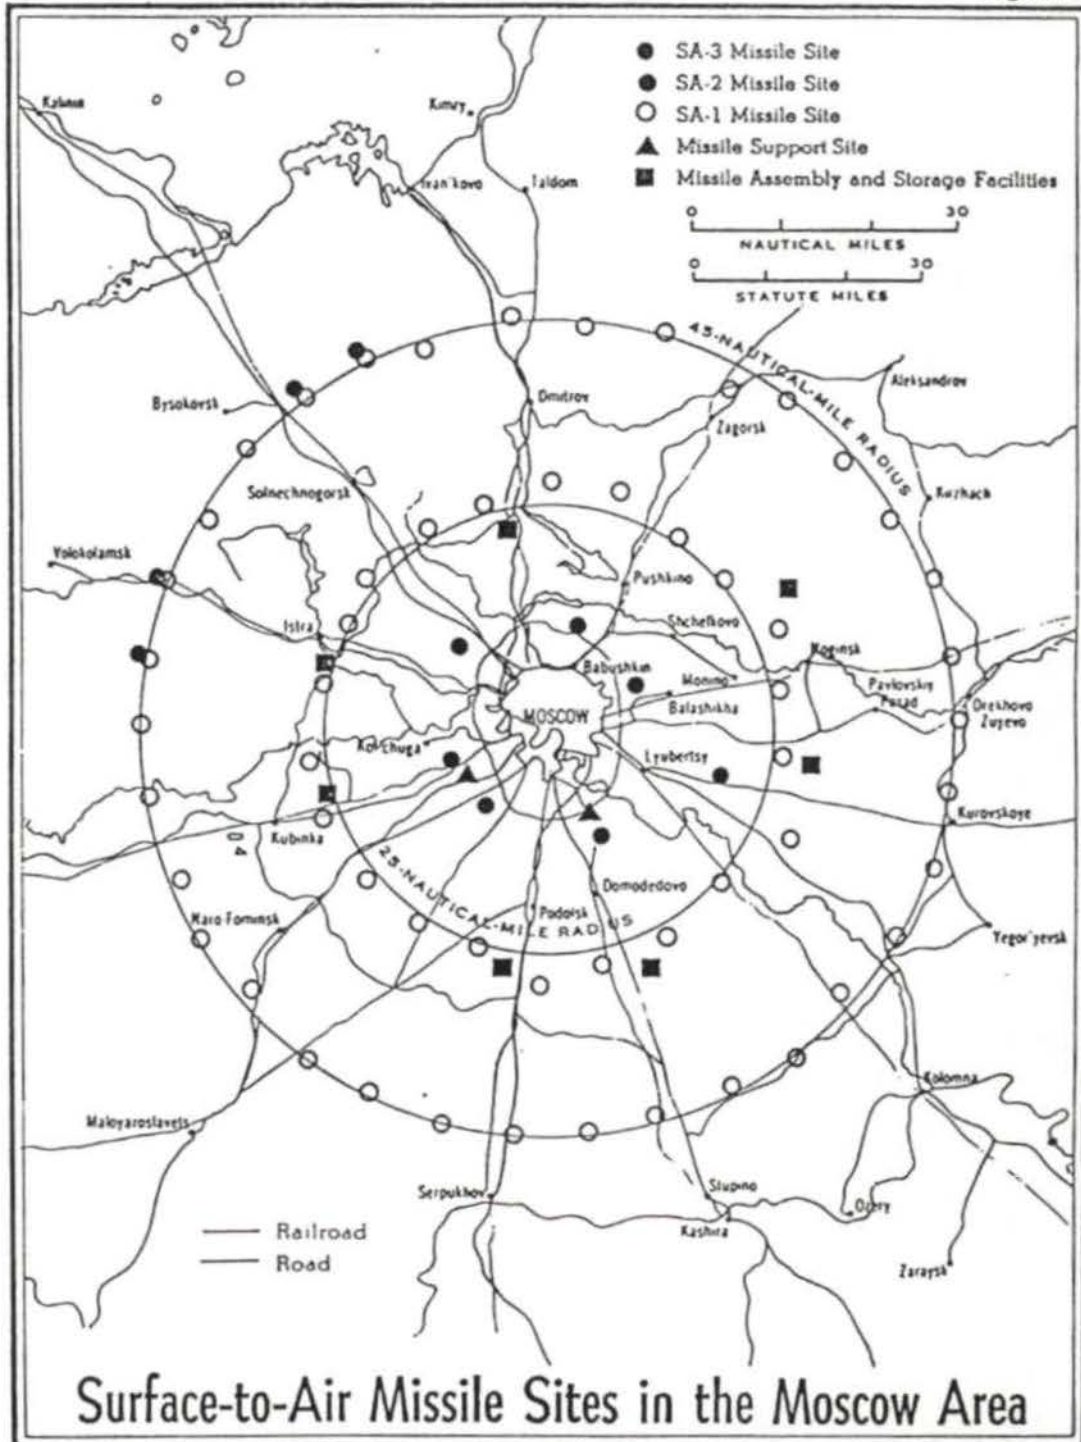 SA-3 Missile Site
SA-2 Missile Site
SA-1 Missile Site
Missile Support Site
Missile Assembly and Storage Facilities
0 30
NAUTICAL MILES
0 30
STATUTE MILES
Kimry
Ivan'kovo
Taldom
45-NAUTICAL-MILE RADIUS
Aleksandrov
Bysokovsk
Dmitrov
Zagorsk
Solnechnogorsk
Volokolamsk
Pushkino
Istra
Shchelkovo
Babushkin
Noginsk
Monino
Pavlovskiy
Posad
Balashikha
Orekhovo
Zuyevo
MOSCOW
Lyubertsy
Kubinka
Kurovskoye
25-NAUTICAL-MILE RADIUS
Domodedovo
Podolsk
Naro-Fominsk
Yegor'yevsk
Kolomna
Maloyaroslavets
Serpukhov
Stupino
Ozery
Kashira
Zaraysk
Railroad
Road
Surface-to-Air Missile Sites in the Moscow Area